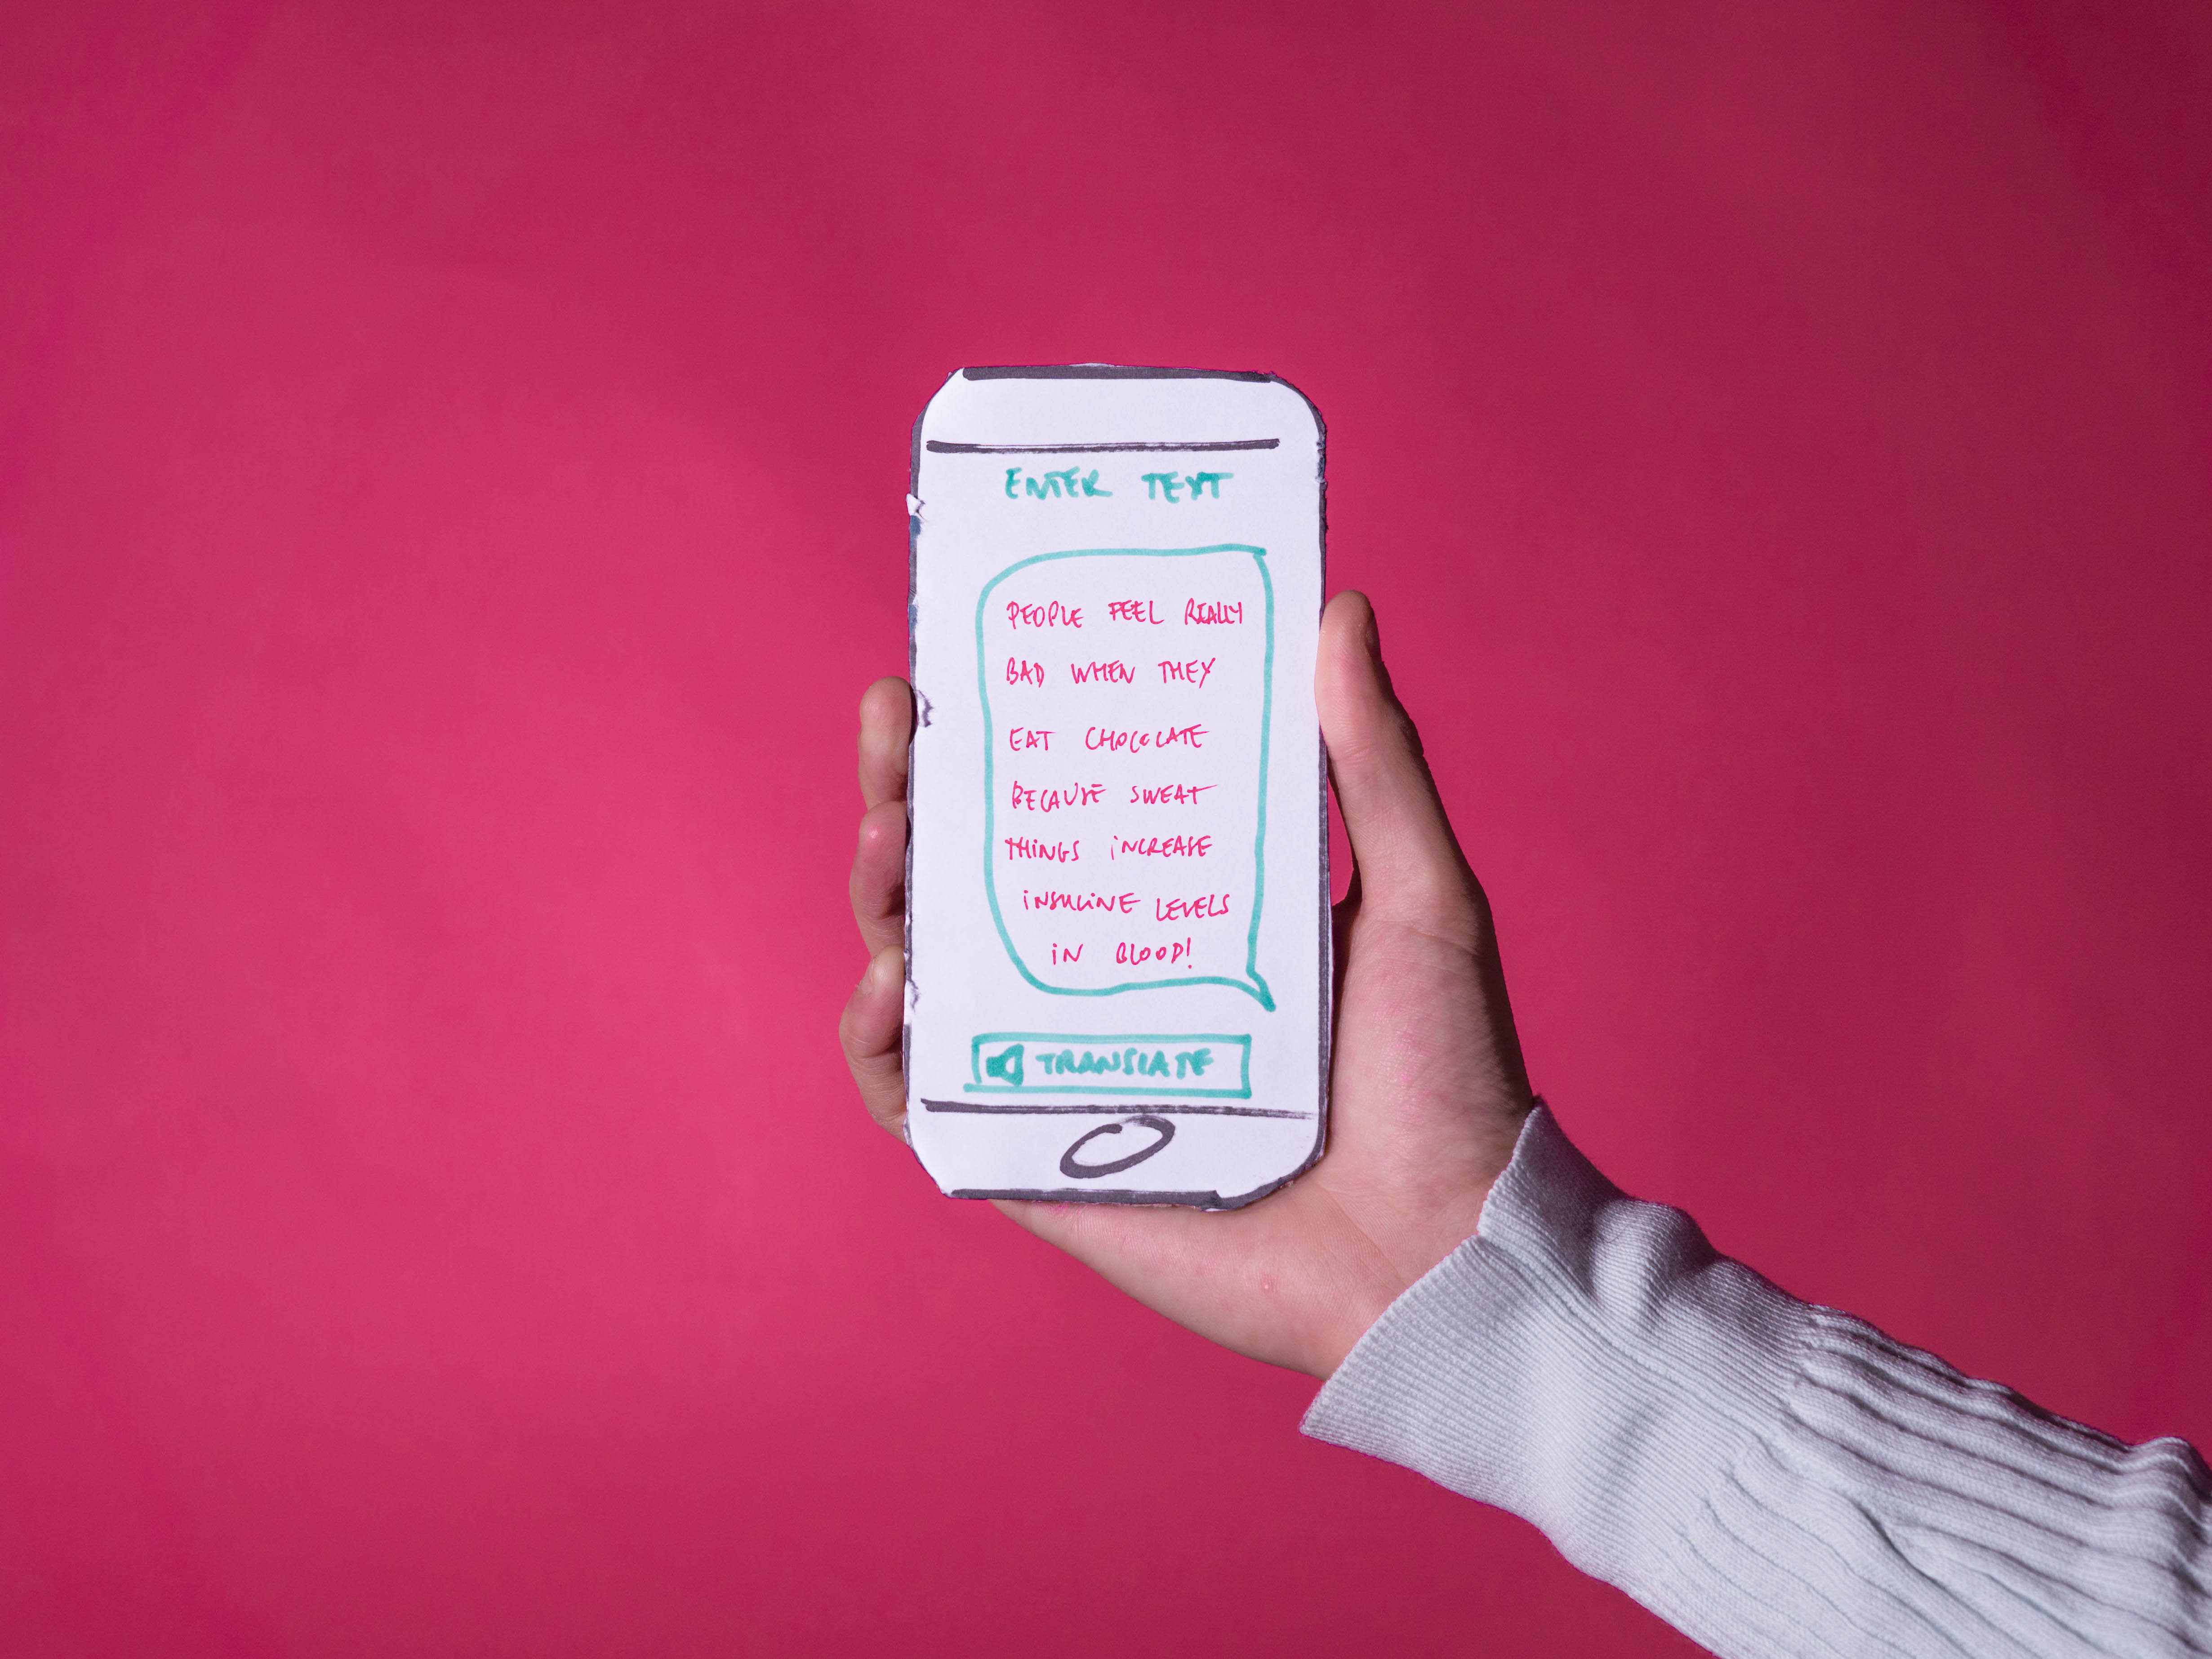 ENTER TEXT
PEOPLE FEEL REALLY
BAD WHEN THEY
EAT CHOCOLATE
BECAUSE SWEAT
THINGS INCREASE
INSULINE LEVELS
IN BLOOD!
TRANSLATE